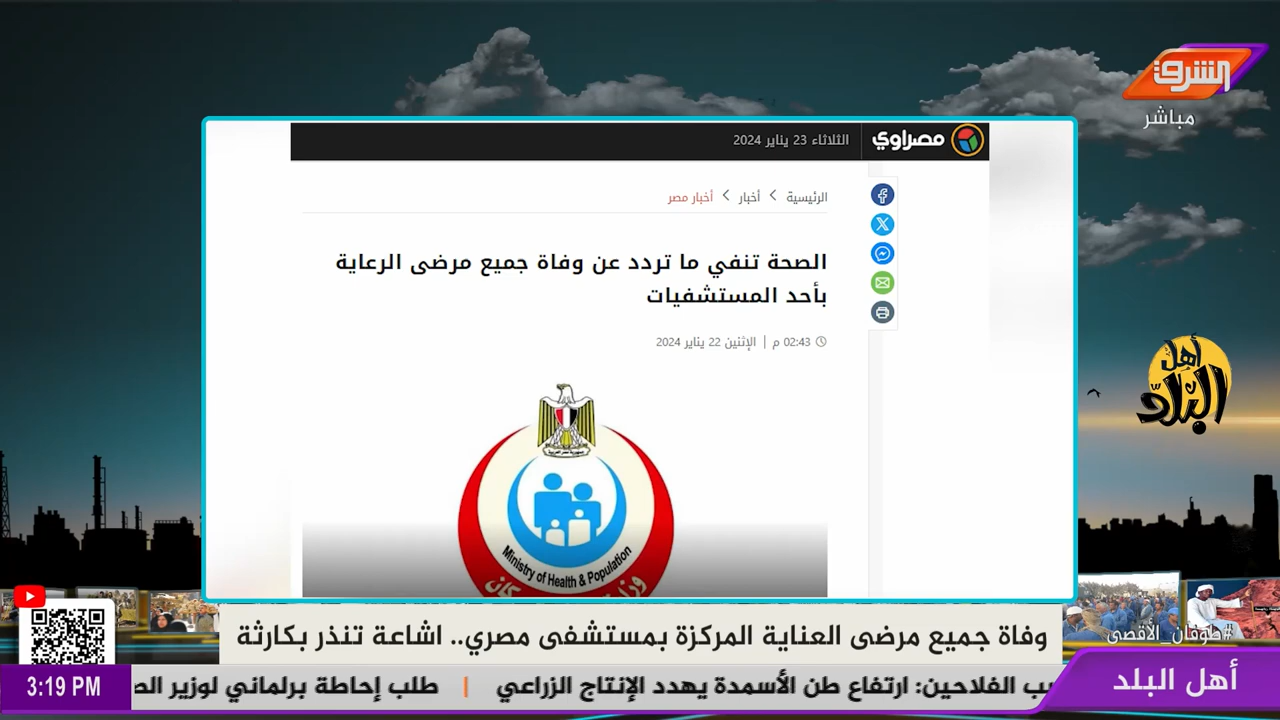 الشرق
مباشر
مصراوي
الثلاثاء 23 يناير 2024
الرئيسية > أخبار > أخبار مصر
الصحة تنفي ما تردد عن وفاة جميع مرضى الرعاية
بأحد المستشفيات
02:43 م | الإثنين 22 يناير 2024
Ministry of Health & Population
أهل
البلد
وفاة جميع مرضى العناية المركزة بمستشفى مصري.. اشاعة تنذر بكارثة
#طوفان_الأقصى
أهل البلد
الفلاحين: ارتفاع طن الأسمدة يهدد الإنتاج الزراعي | طلب إحاطة برلماني لوزير
3:19 PM